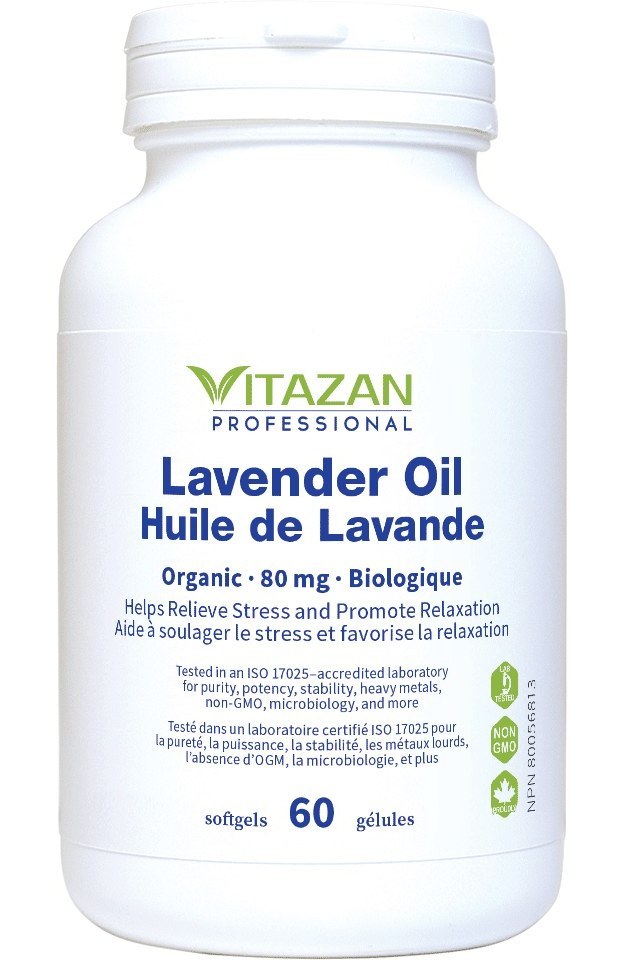 VITAZAN
PROFESSIONAL
Lavender Oil
Huile de Lavande
Organic · 80 mg · Biologique
Helps Relieve Stress and Promote Relaxation
Aide à soulager le stress et favorise la relaxation
Tested in an ISO 17025–accredited laboratory
for purity, potency, stability, heavy metals,
non-GMO, microbiology, and more
Testé dans un laboratoire certifié ISO 17025 pour
la pureté, la puissance, la stabilité, les métaux lourds,
l'absence d'OGM, la microbiologie, et plus
softgels 60 gélules
LAB
TESTED
NON
GMO
PROUDLY
NPN 80056813